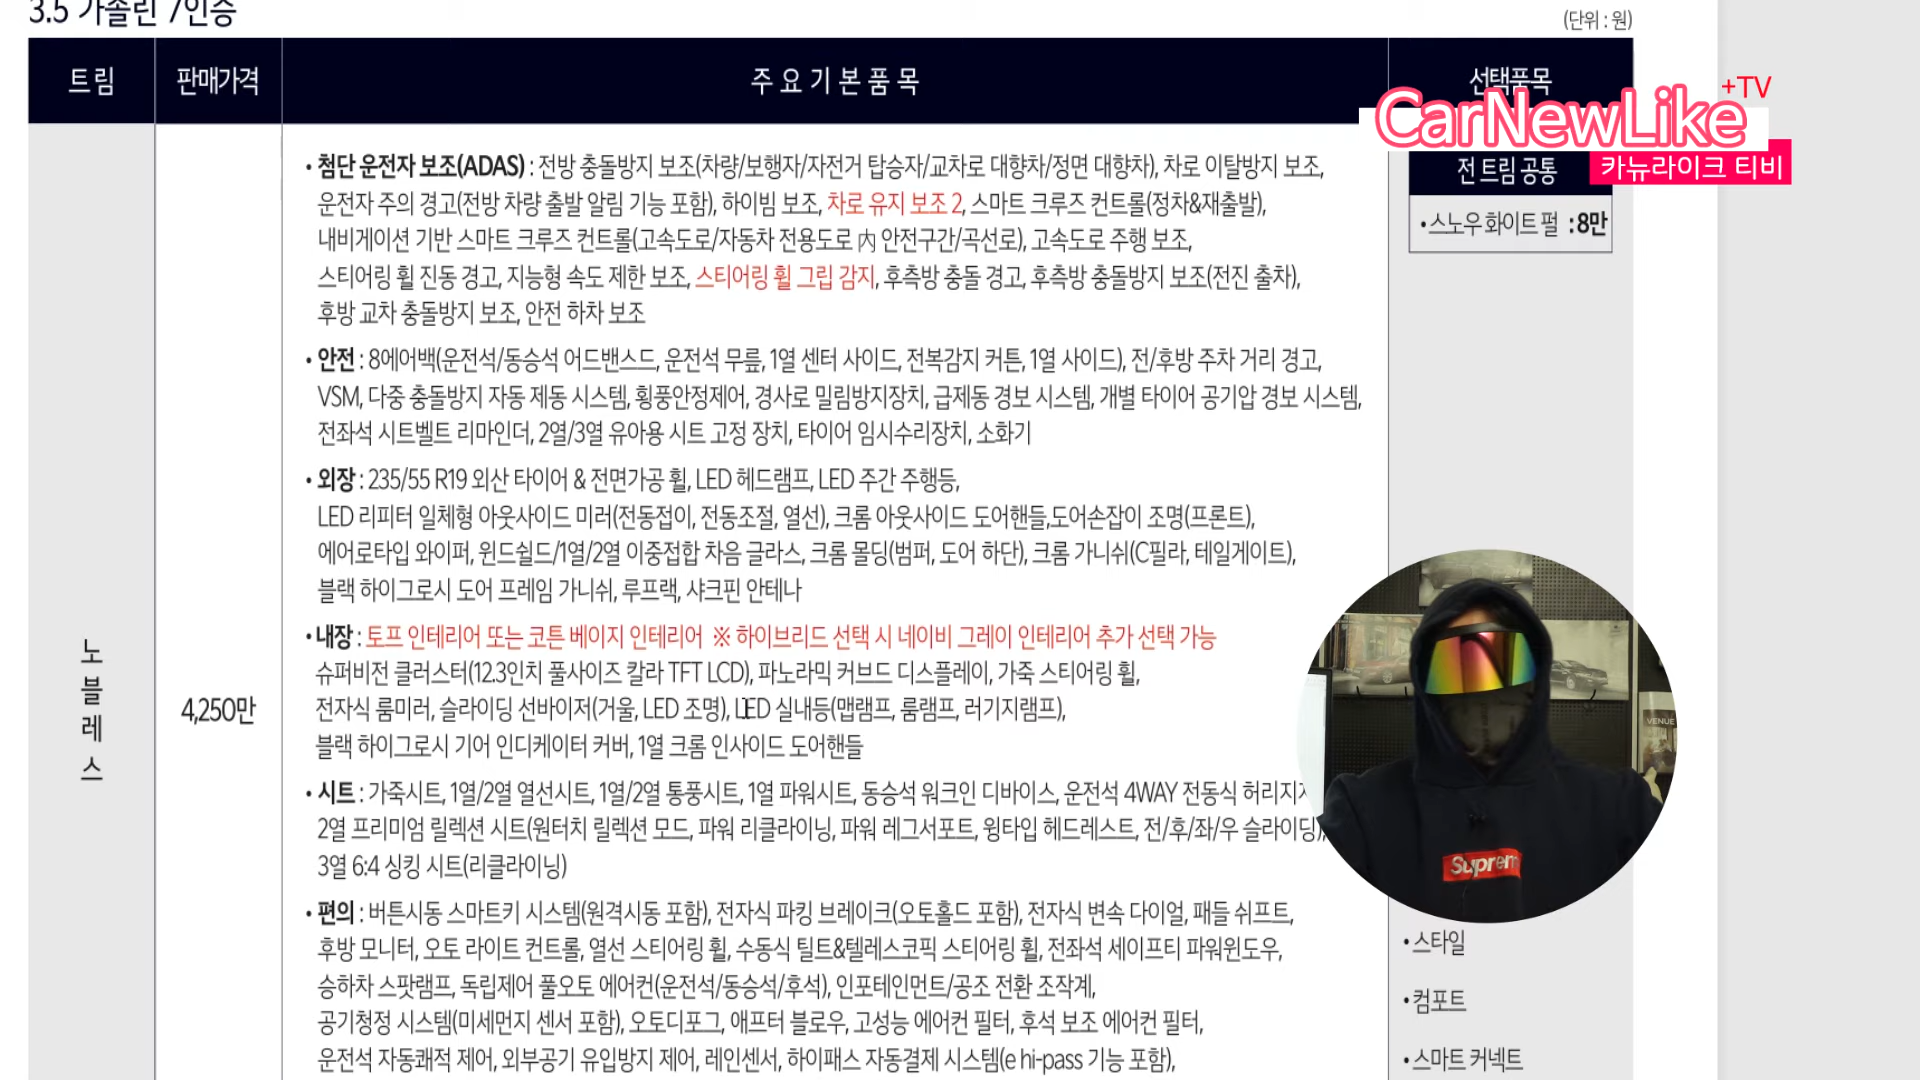 3.5 가솔린 7인승
(단위 : 원)
트림 판매가격 주요기본품목 선택품목
CarNewLike +TV
카뉴라이크 티비
전 트림 공통
• 스노우 화이트 펄 : 8만
노블레스
4,250만
• 첨단 운전자 보조(ADAS) : 전방 충돌방지 보조(차량/보행자/자전거 탑승자/교차로 대향차/정면 대향차), 차로 이탈방지 보조,
운전자 주의 경고(전방 차량 출발 알림 기능 포함), 하이빔 보조, 차로 유지 보조 2, 스마트 크루즈 컨트롤(정차&재출발),
내비게이션 기반 스마트 크루즈 컨트롤(고속도로/자동차 전용도로 內 안전구간/곡선로), 고속도로 주행 보조,
스티어링 휠 진동 경고, 지능형 속도 제한 보조, 스티어링 휠 그립 감지, 후측방 충돌 경고, 후측방 충돌방지 보조(전진 출차),
후방 교차 충돌방지 보조, 안전 하차 보조
• 안전 : 8에어백(운전석/동승석 어드밴스드, 운전석 무릎, 1열 센터 사이드, 전복감지 커튼, 1열 사이드), 전/후방 주차 거리 경고,
VSM, 다중 충돌방지 자동 제동 시스템, 횡풍안정제어, 경사로 밀림방지장치, 급제동 경보 시스템, 개별 타이어 공기압 경보 시스템,
전좌석 시트벨트 리마인더, 2열/3열 유아용 시트 고정 장치, 타이어 임시수리장치, 소화기
• 외장 : 235/55 R19 외산 타이어 & 전면가공 휠, LED 헤드램프, LED 주간 주행등,
LED 리피터 일체형 아웃사이드 미러(전동접이, 전동조절, 열선), 크롬 아웃사이드 도어핸들,도어손잡이 조명(프론트),
에어로타입 와이퍼, 윈드쉴드/1열/2열 이중접합 차음 글라스, 크롬 몰딩(범퍼, 도어 하단), 크롬 가니쉬(C필라, 테일게이트),
블랙 하이그로시 도어 프레임 가니쉬, 루프랙, 샤크핀 안테나
• 내장 : 토프 인테리어 또는 코튼 베이지 인테리어 ※ 하이브리드 선택 시 네이비 그레이 인테리어 추가 선택 가능
슈퍼비전 클러스터(12.3인치 풀사이즈 칼라 TFT LCD), 파노라믹 커브드 디스플레이, 가죽 스티어링 휠,
전자식 룸미러, 슬라이딩 선바이저(거울, LED 조명), LED 실내등(맵램프, 룸램프, 러기지램프),
블랙 하이그로시 기어 인디케이터 커버, 1열 크롬 인사이드 도어핸들
• 시트 : 가죽시트, 1열/2열 열선시트, 1열/2열 통풍시트, 1열 파워시트, 동승석 워크인 디바이스, 운전석 4WAY 전동식 허리지지
2열 프리미엄 릴렉션 시트(원터치 릴렉션 모드, 파워 리클라이닝, 파워 레그서포트, 윙타입 헤드레스트, 전/후/좌/우 슬라이딩),
3열 6:4 싱킹 시트(리클라이닝)
• 편의 : 버튼시동 스마트키 시스템(원격시동 포함), 전자식 파킹 브레이크(오토홀드 포함), 전자식 변속 다이얼, 패들 쉬프트,
후방 모니터, 오토 라이트 컨트롤, 열선 스티어링 휠, 수동식 틸트&텔레스코픽 스티어링 휠, 전좌석 세이프티 파워윈도우,
승하차 스팟램프, 독립제어 풀오토 에어컨(운전석/동승석/후석), 인포테인먼트/공조 전환 조작계,
공기청정 시스템(미세먼지 센서 포함), 오토디포그, 애프터 블로우, 고성능 에어컨 필터, 후석 보조 에어컨 필터,
운전석 자동쾌적 제어, 외부공기 유입방지 제어, 레인센서, 하이패스 자동결제 시스템(e hi-pass 기능 포함),
• 스타일
• 컴포트
• 스마트 커넥트
VENUE
Suprem